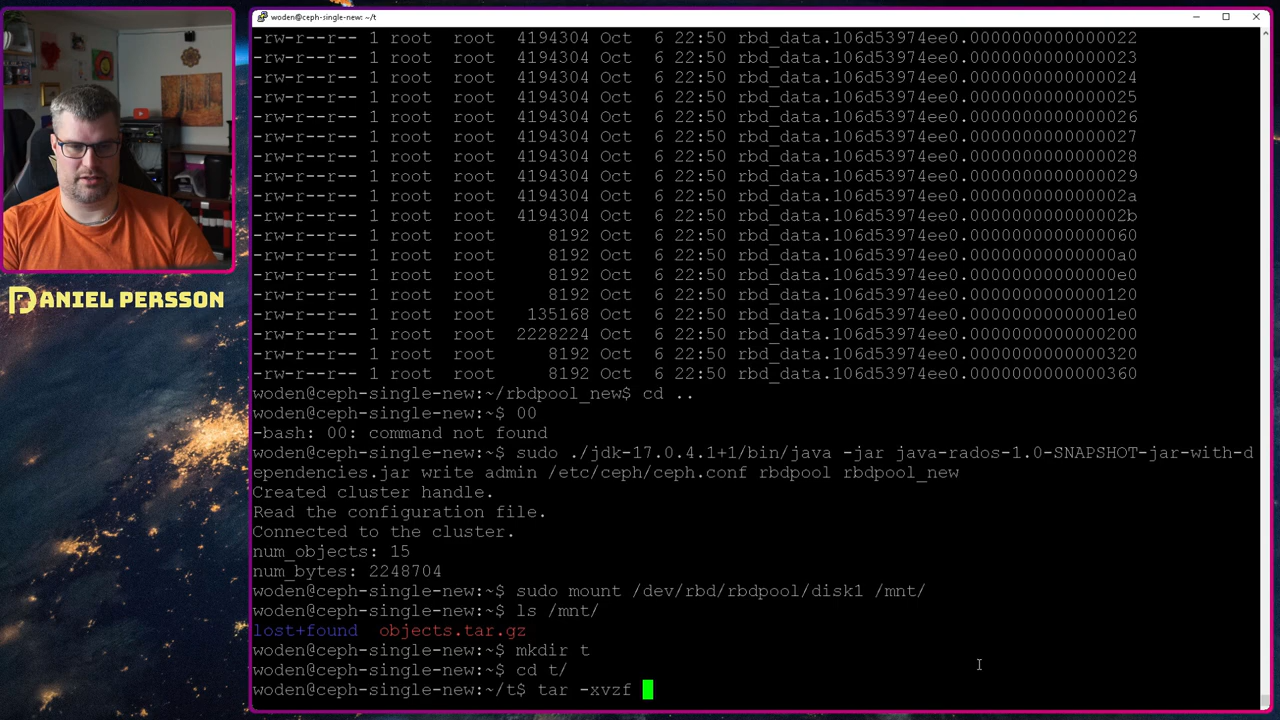 woden@ceph-single-new: ~/t
-rw-r--r-- 1 root  root  4194304 Oct  6 22:50 rbd_data.106d53974ee0.0000000000000022
-rw-r--r-- 1 root  root  4194304 Oct  6 22:50 rbd_data.106d53974ee0.0000000000000023
-rw-r--r-- 1 root  root  4194304 Oct  6 22:50 rbd_data.106d53974ee0.0000000000000024
-rw-r--r-- 1 root  root  4194304 Oct  6 22:50 rbd_data.106d53974ee0.0000000000000025
-rw-r--r-- 1 root  root  4194304 Oct  6 22:50 rbd_data.106d53974ee0.0000000000000026
-rw-r--r-- 1 root  root  4194304 Oct  6 22:50 rbd_data.106d53974ee0.0000000000000027
-rw-r--r-- 1 root  root  4194304 Oct  6 22:50 rbd_data.106d53974ee0.0000000000000028
-rw-r--r-- 1 root  root  4194304 Oct  6 22:50 rbd_data.106d53974ee0.0000000000000029
-rw-r--r-- 1 root  root  4194304 Oct  6 22:50 rbd_data.106d53974ee0.000000000000002a
-rw-r--r-- 1 root  root  4194304 Oct  6 22:50 rbd_data.106d53974ee0.000000000000002b
-rw-r--r-- 1 root  root     8192 Oct  6 22:50 rbd_data.106d53974ee0.0000000000000060
-rw-r--r-- 1 root  root     8192 Oct  6 22:50 rbd_data.106d53974ee0.00000000000000a0
-rw-r--r-- 1 root  root     8192 Oct  6 22:50 rbd_data.106d53974ee0.00000000000000e0
-rw-r--r-- 1 root  root     8192 Oct  6 22:50 rbd_data.106d53974ee0.0000000000000120
-rw-r--r-- 1 root  root   135168 Oct  6 22:50 rbd_data.106d53974ee0.00000000000001e0
-rw-r--r-- 1 root  root  2228224 Oct  6 22:50 rbd_data.106d53974ee0.0000000000000200
-rw-r--r-- 1 root  root     8192 Oct  6 22:50 rbd_data.106d53974ee0.0000000000000320
-rw-r--r-- 1 root  root     8192 Oct  6 22:50 rbd_data.106d53974ee0.0000000000000360
woden@ceph-single-new:~/rbdpool_new$ cd ..
woden@ceph-single-new:~$ 00
-bash: 00: command not found
woden@ceph-single-new:~$ sudo ./jdk-17.0.4.1+1/bin/java -jar java-rados-1.0-SNAPSHOT-jar-with-d
ependencies.jar write admin /etc/ceph/ceph.conf rbdpool rbdpool_new
Created cluster handle.
Read the configuration file.
Connected to the cluster.
num_objects: 15
num_bytes: 2248704
woden@ceph-single-new:~$ sudo mount /dev/rbd/rbdpool/disk1 /mnt/
woden@ceph-single-new:~$ ls /mnt/
lost+found  objects.tar.gz
woden@ceph-single-new:~$ mkdir t
woden@ceph-single-new:~$ cd t/
woden@ceph-single-new:~/t$ tar -xvzf
DANIEL PERSSON